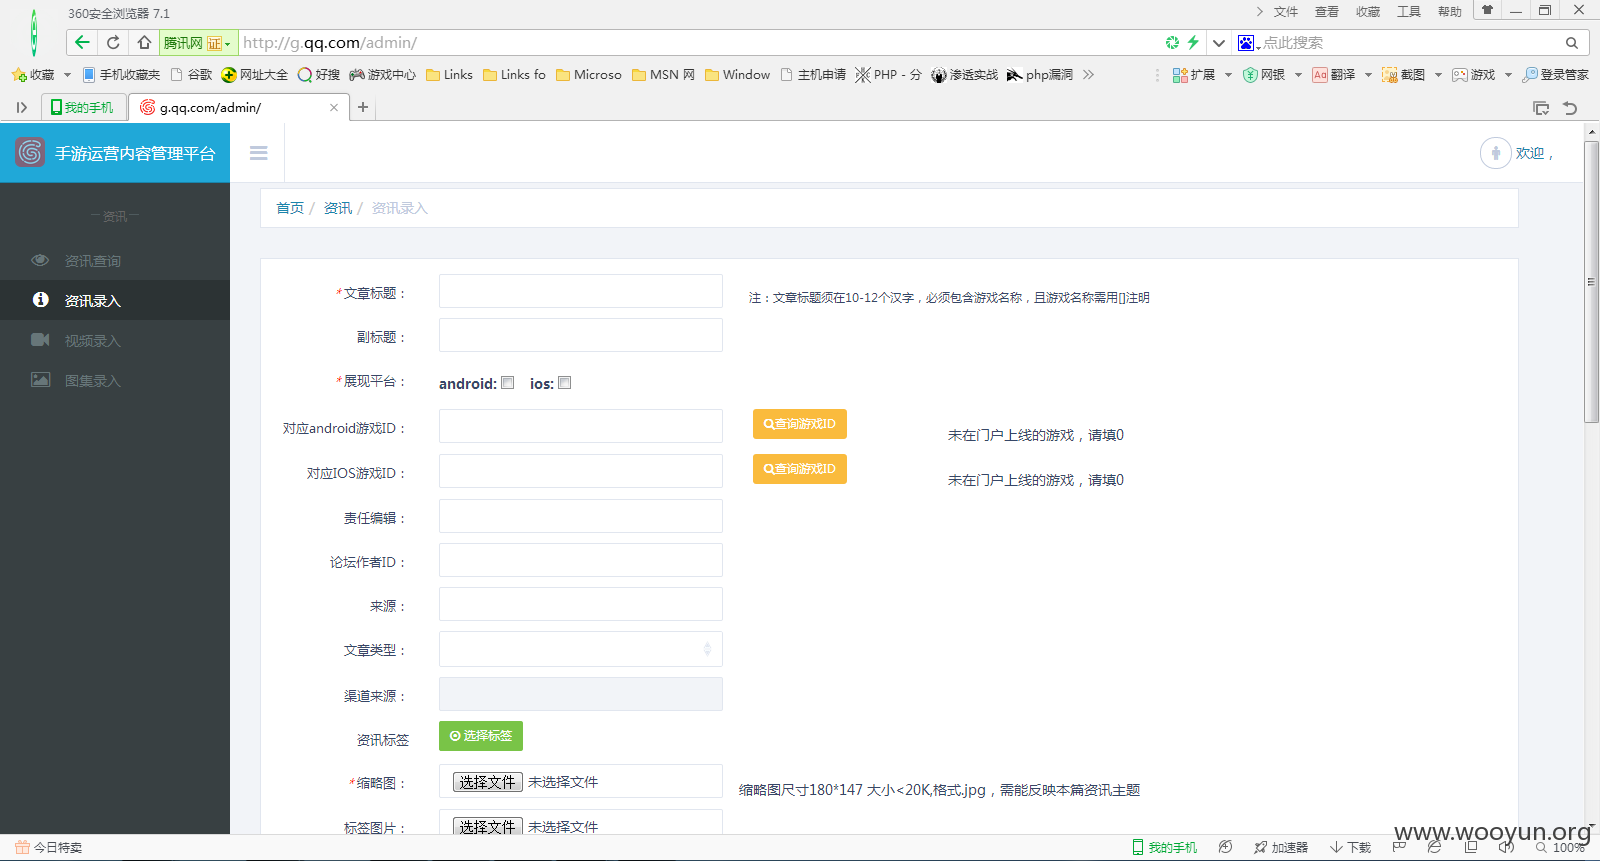 360安全浏览器 7.1
文件 查看 收藏 工具 帮助
腾讯网 证 http://g.qq.com/admin/ 点此搜索
收藏 手机收藏夹 谷歌 网址大全 好搜 游戏中心 Links Links fo Microso MSN 网 Window 主机申请 PHP - 分 渗透实战 php漏洞 扩展 网银 Aa 翻译 截图 游戏 登录管家
我的手机 g.qq.com/admin/
手游运营内容管理平台 欢迎，
首页 / 资讯 / 资讯录入
资讯
资讯查询
资讯录入
视频录入
图集录入
*文章标题： 注：文章标题须在10-12个汉字，必须包含游戏名称，且游戏名称需用[]注明
副标题：
*展现平台： android: ios:
对应android游戏ID： 查询游戏ID 未在门户上线的游戏，请填0
对应IOS游戏ID： 查询游戏ID 未在门户上线的游戏，请填0
责任编辑：
论坛作者ID：
来源：
文章类型：
渠道来源：
资讯标签 选择标签
*缩略图： 选择文件 未选择文件 缩略图尺寸180*147 大小<20K,格式.jpg，需能反映本篇资讯主题
标签图片： 选择文件 未选择文件
www.wooyun.org
今日特卖 我的手机 加速器 下载 100%